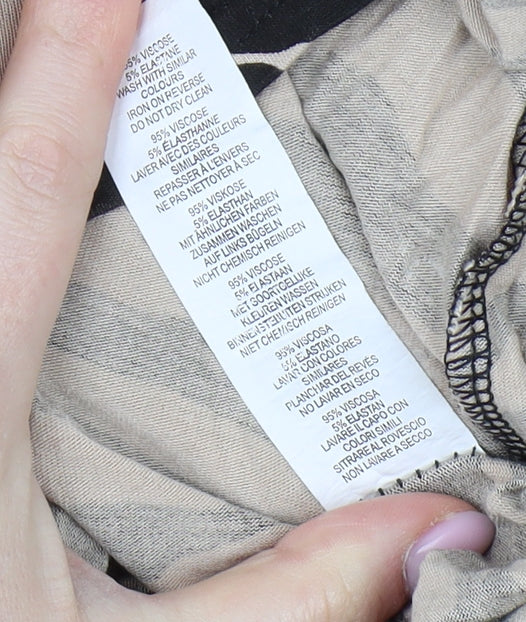 95% VISCOSE
5% ELASTANE
WASH WITH SIMILAR
COLOURS
IRON ON REVERSE
DO NOT DRY CLEAN
95% VISCOSE
5% ÉLASTHANNE
LAVER AVEC DES COULEURS
SIMILAIRES
REPASSER À L'ENVERS
NE PAS NETTOYER À SEC
95% VISKOSE
5% ELASTHAN
MIT ÄHNLICHEN FARBEN
ZUSAMMEN WASCHEN
AUF LINKS BÜGELN
NICHT CHEMISCH REINIGEN
95% VISCOSE
5% ELASTAAN
MET SOORTGELIJKE
KLEUREN WASSEN
BINNENSTEBUITEN STRIJKEN
NIET CHEMISCH REINIGEN
95% VISCOSA
5% ELASTANO
LAVAR CON COLORES
SIMILARES
PLANCHAR DEL REVÉS
NO LAVAR EN SECO
95% VISCOSA
5% ELASTAN
LAVARE IL CAPO CON
COLORI SIMILI
STIRARE AL ROVESCIO
NON LAVARE A SECCO